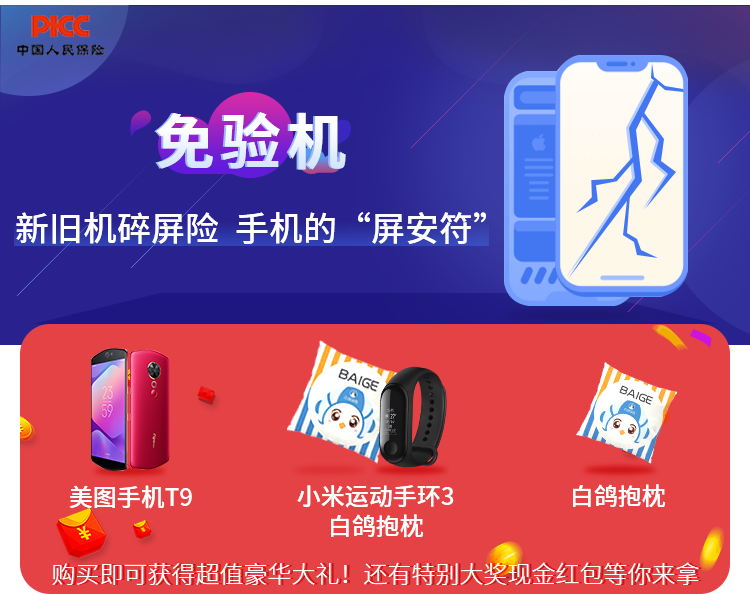 PICC
中国人民保险
免验机
新旧机碎屏险 手机的“屏安符”
BAIGE
BAIGE
美图手机T9
小米运动手环3
白鸽抱枕
白鸽抱枕
购买即可获得超值豪华大礼！还有特别大奖现金红包等你来拿